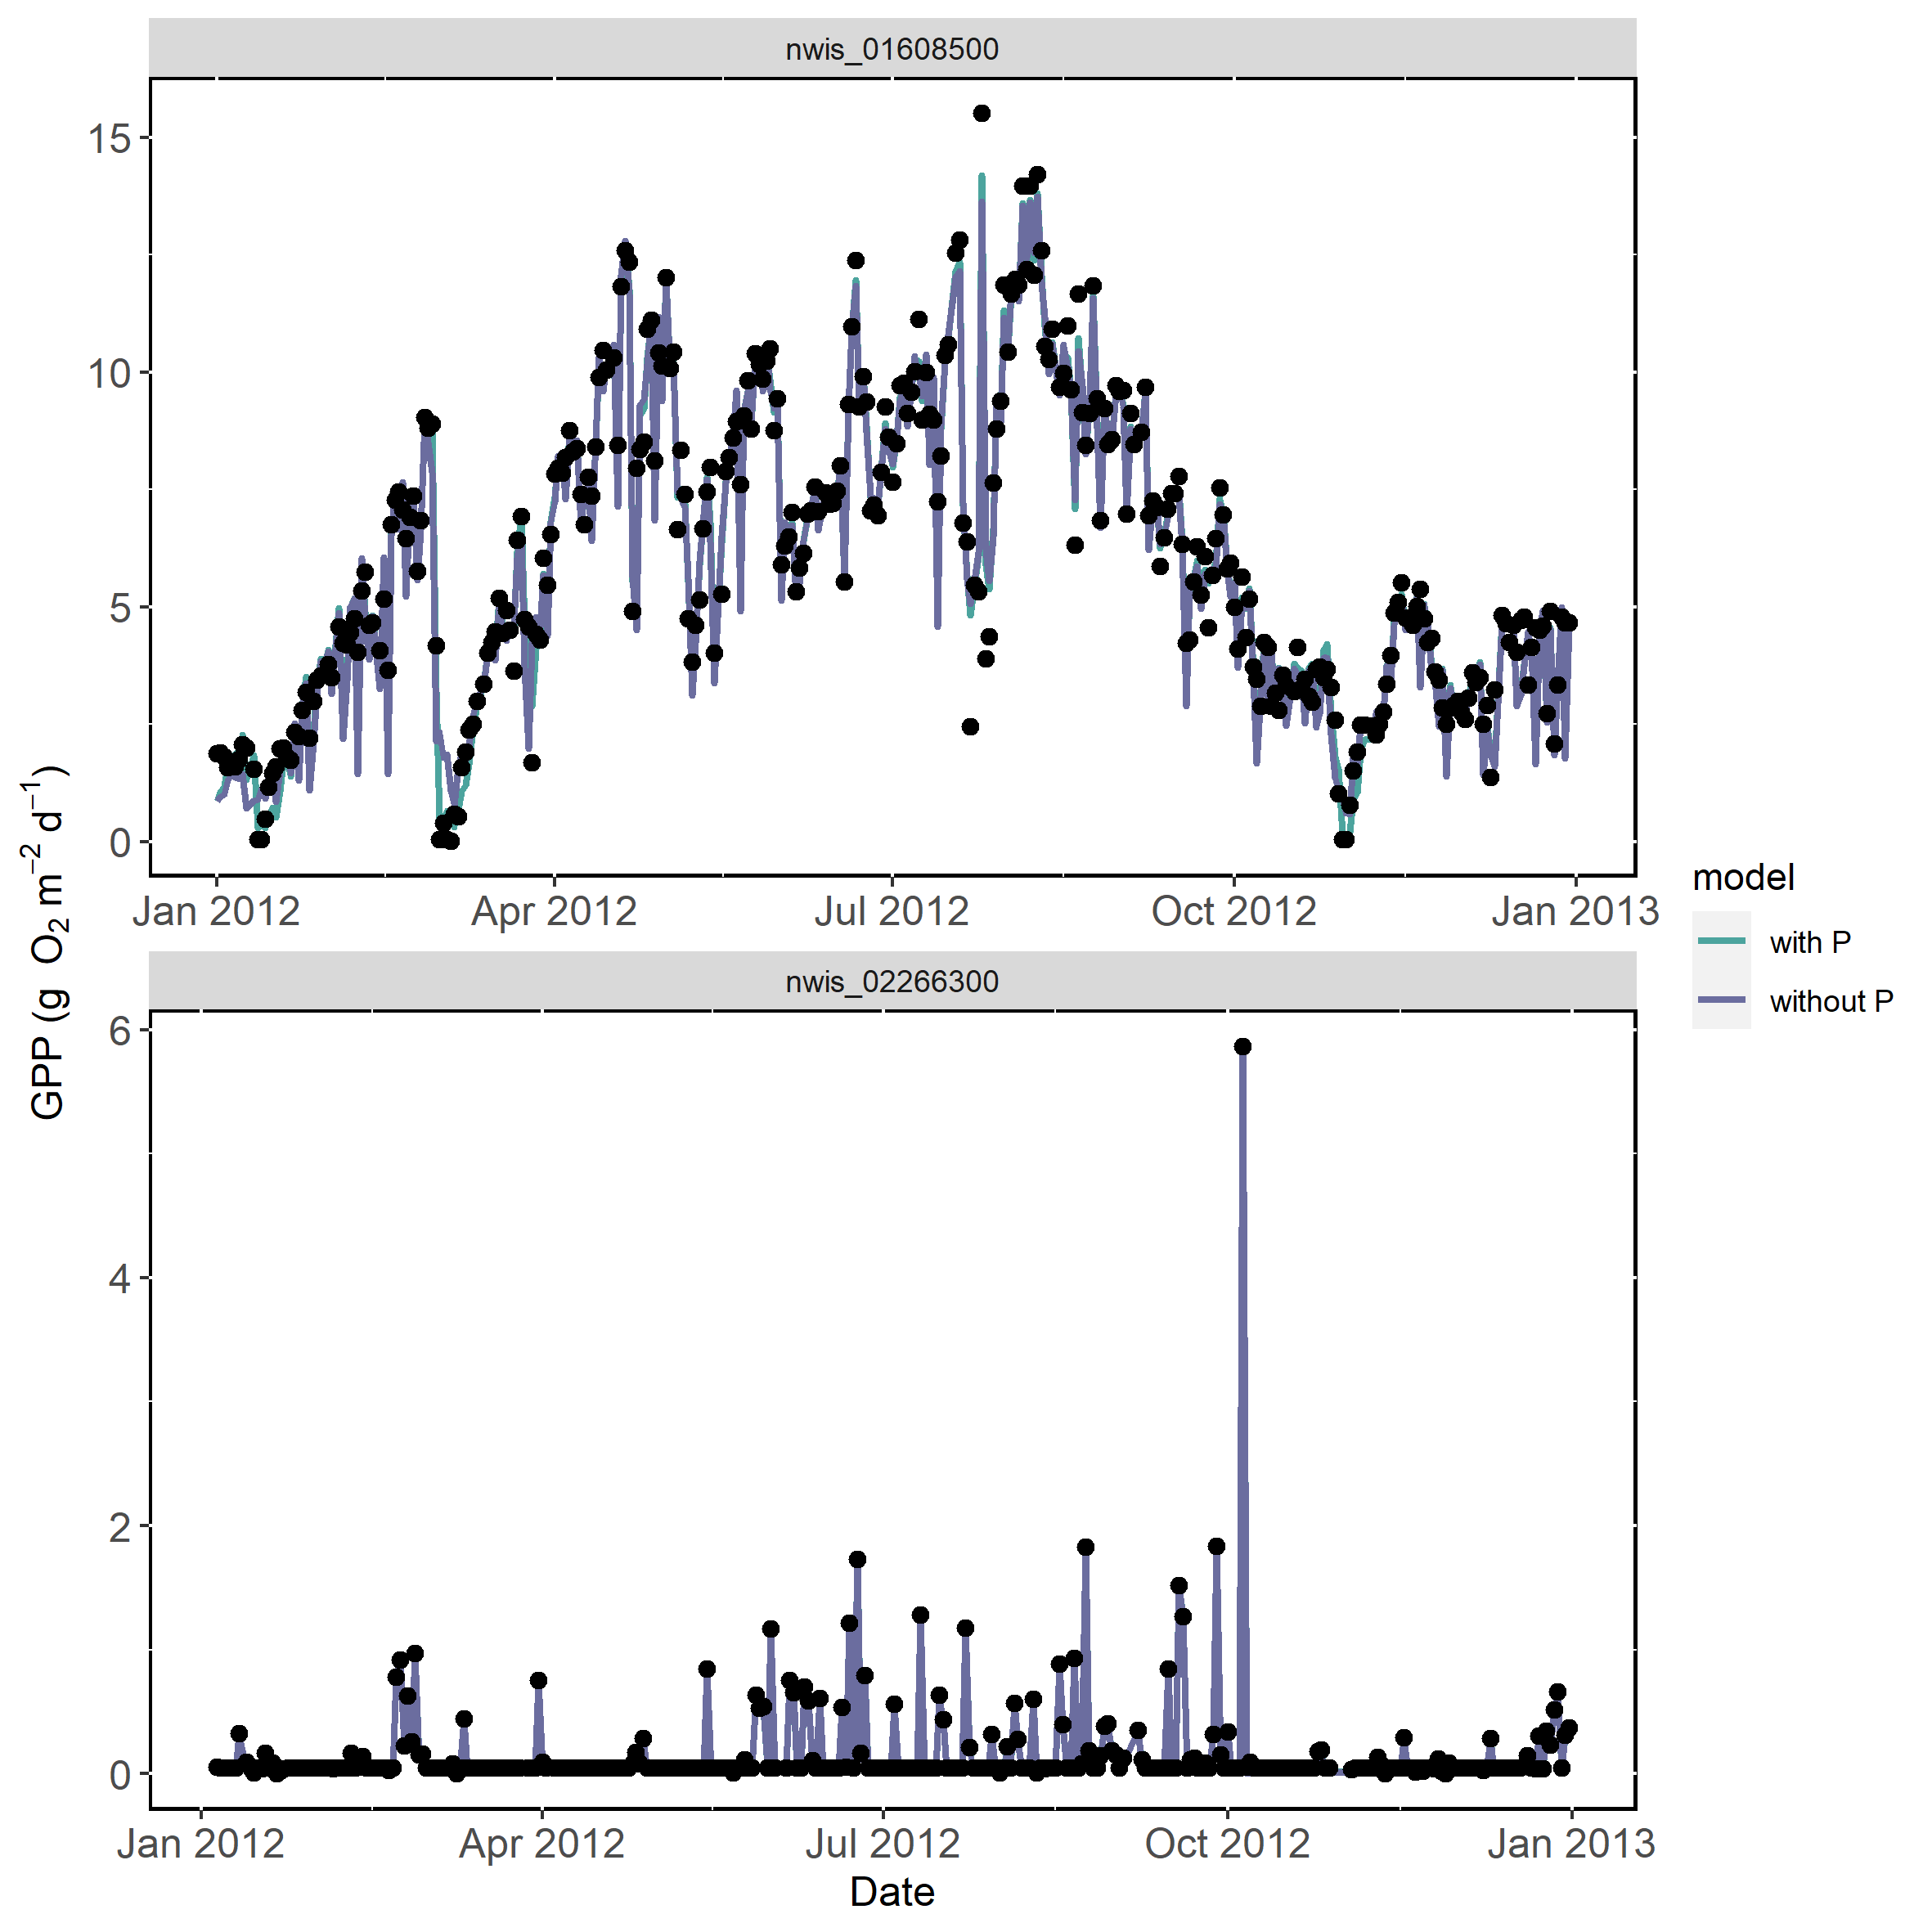 nwis_01608500
15
10
5
0
Jan 2012 Apr 2012 Jul 2012 Oct 2012 Jan 2013
GPP (g  O₂ m⁻² d⁻¹)
model
with P
without P
nwis_02266300
6
4
2
0
Jan 2012 Apr 2012 Jul 2012 Oct 2012 Jan 2013
Date